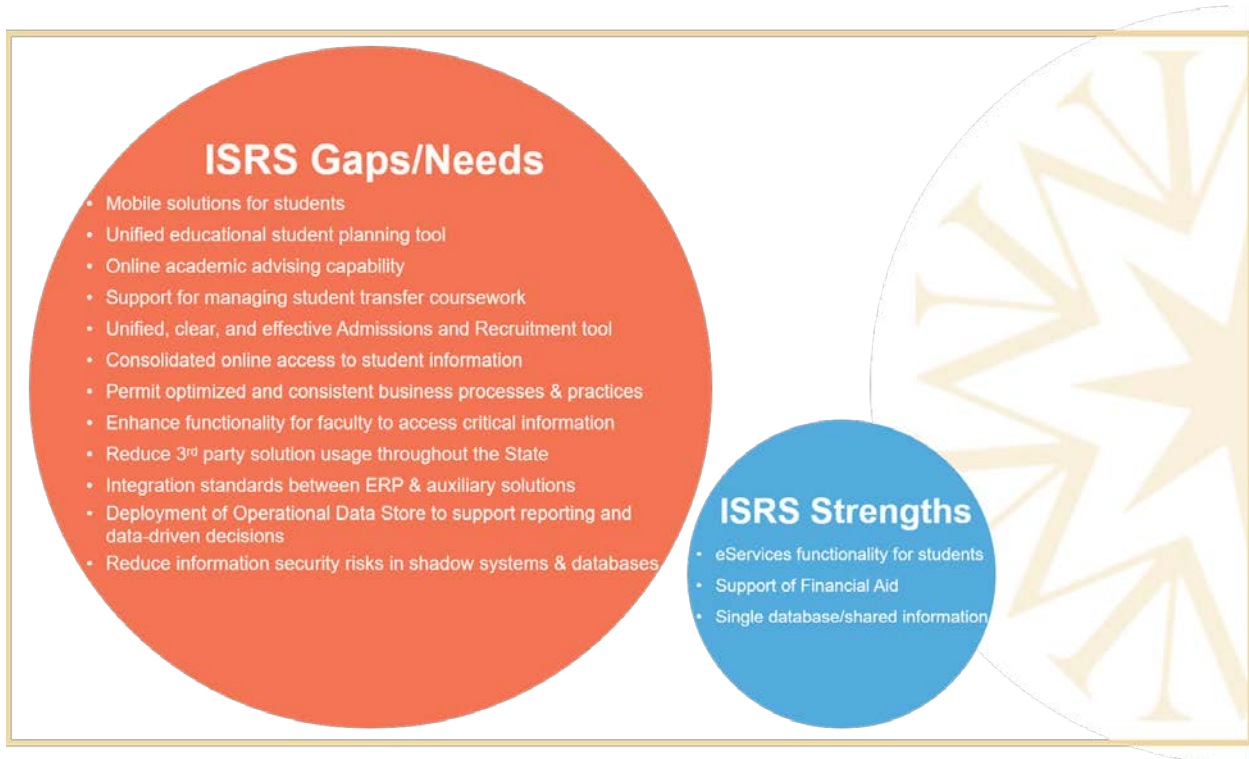 ISRS Gaps/Needs
• Mobile solutions for students
• Unified educational student planning tool
• Online academic advising capability
• Support for managing student transfer coursework
• Unified, clear, and effective Admissions and Recruitment tool
• Consolidated online access to student information
• Permit optimized and consistent business processes & practices
• Enhance functionality for faculty to access critical information
• Reduce 3rd party solution usage throughout the State
• Integration standards between ERP & auxiliary solutions
• Deployment of Operational Data Store to support reporting and
data-driven decisions
• Reduce information security risks in shadow systems & databases
ISRS Strengths
• eServices functionality for students
• Support of Financial Aid
• Single database/shared information